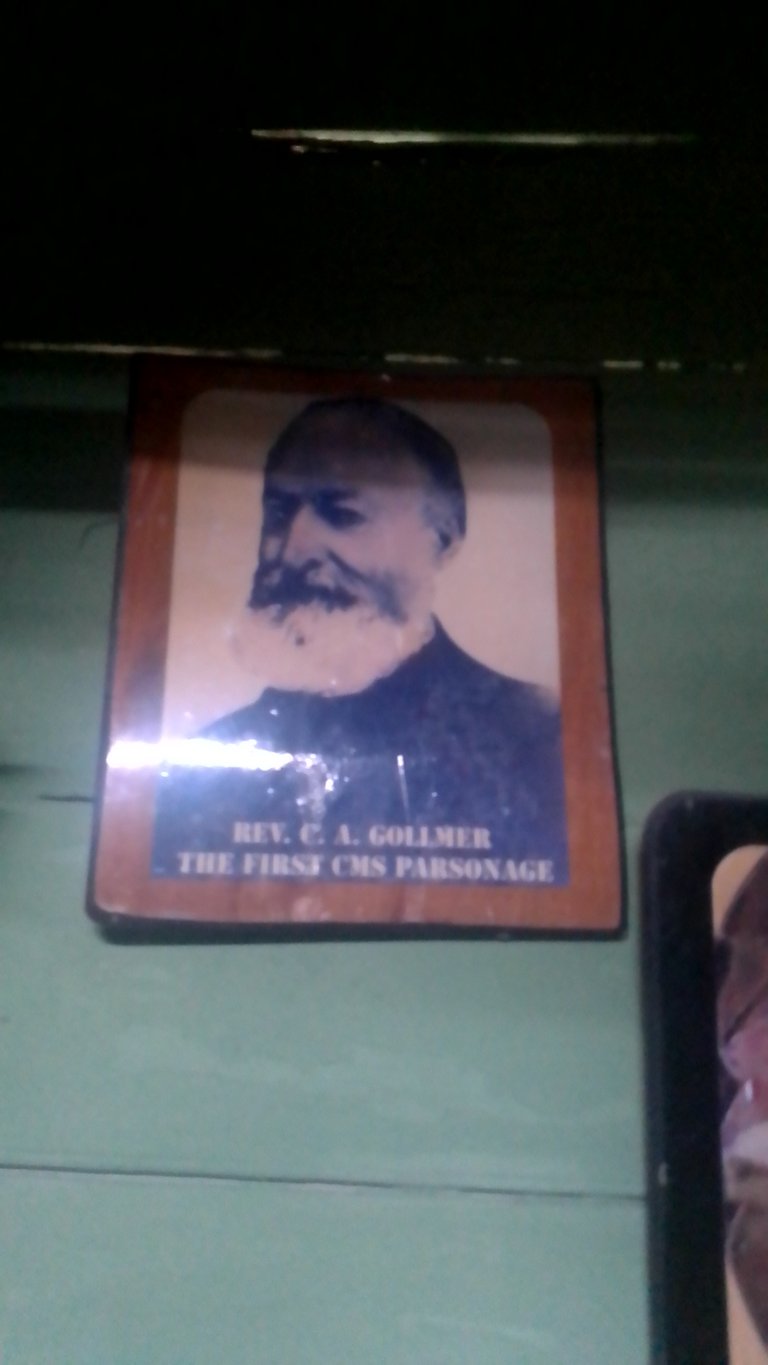 REV. C. A. GOLLMER
THE FIRST CMS PARSONAGE